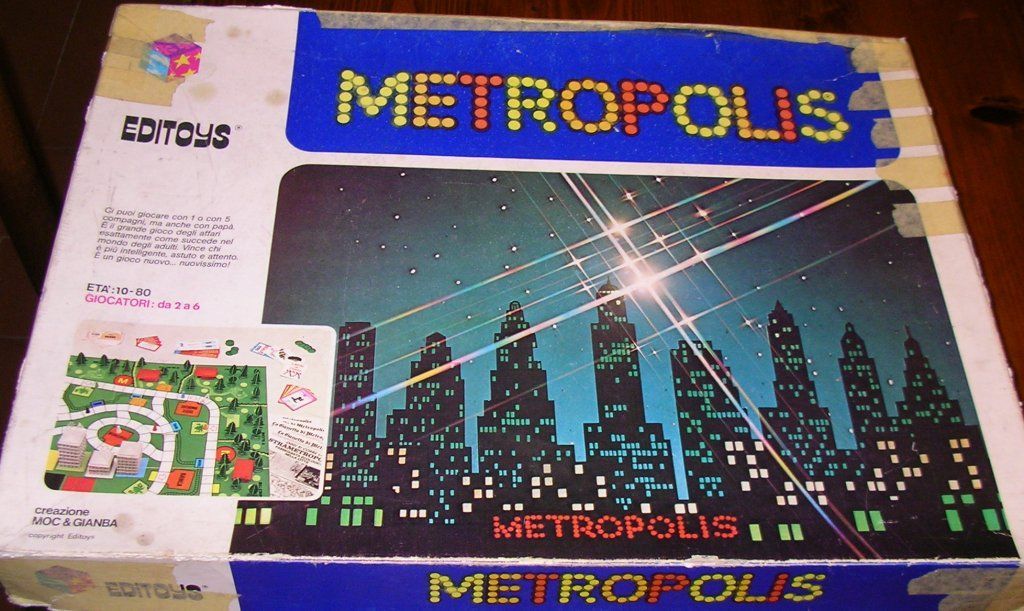 METROPOLIS
EDITOYS®
Ci puoi giocare con 1 o con 5
compagni, ma anche con papà.
È il grande gioco degli affari
esattamente come succede nel
mondo degli adulti. Vince chi
è più intelligente, astuto e attento.
È un gioco nuovo... nuovissimo!
ETA': 10-80
GIOCATORI: da 2 a 6
METROPOLIS
creazione
MOC & GIANBA
copyright Editoys
EDITOYS®
METROPOLIS